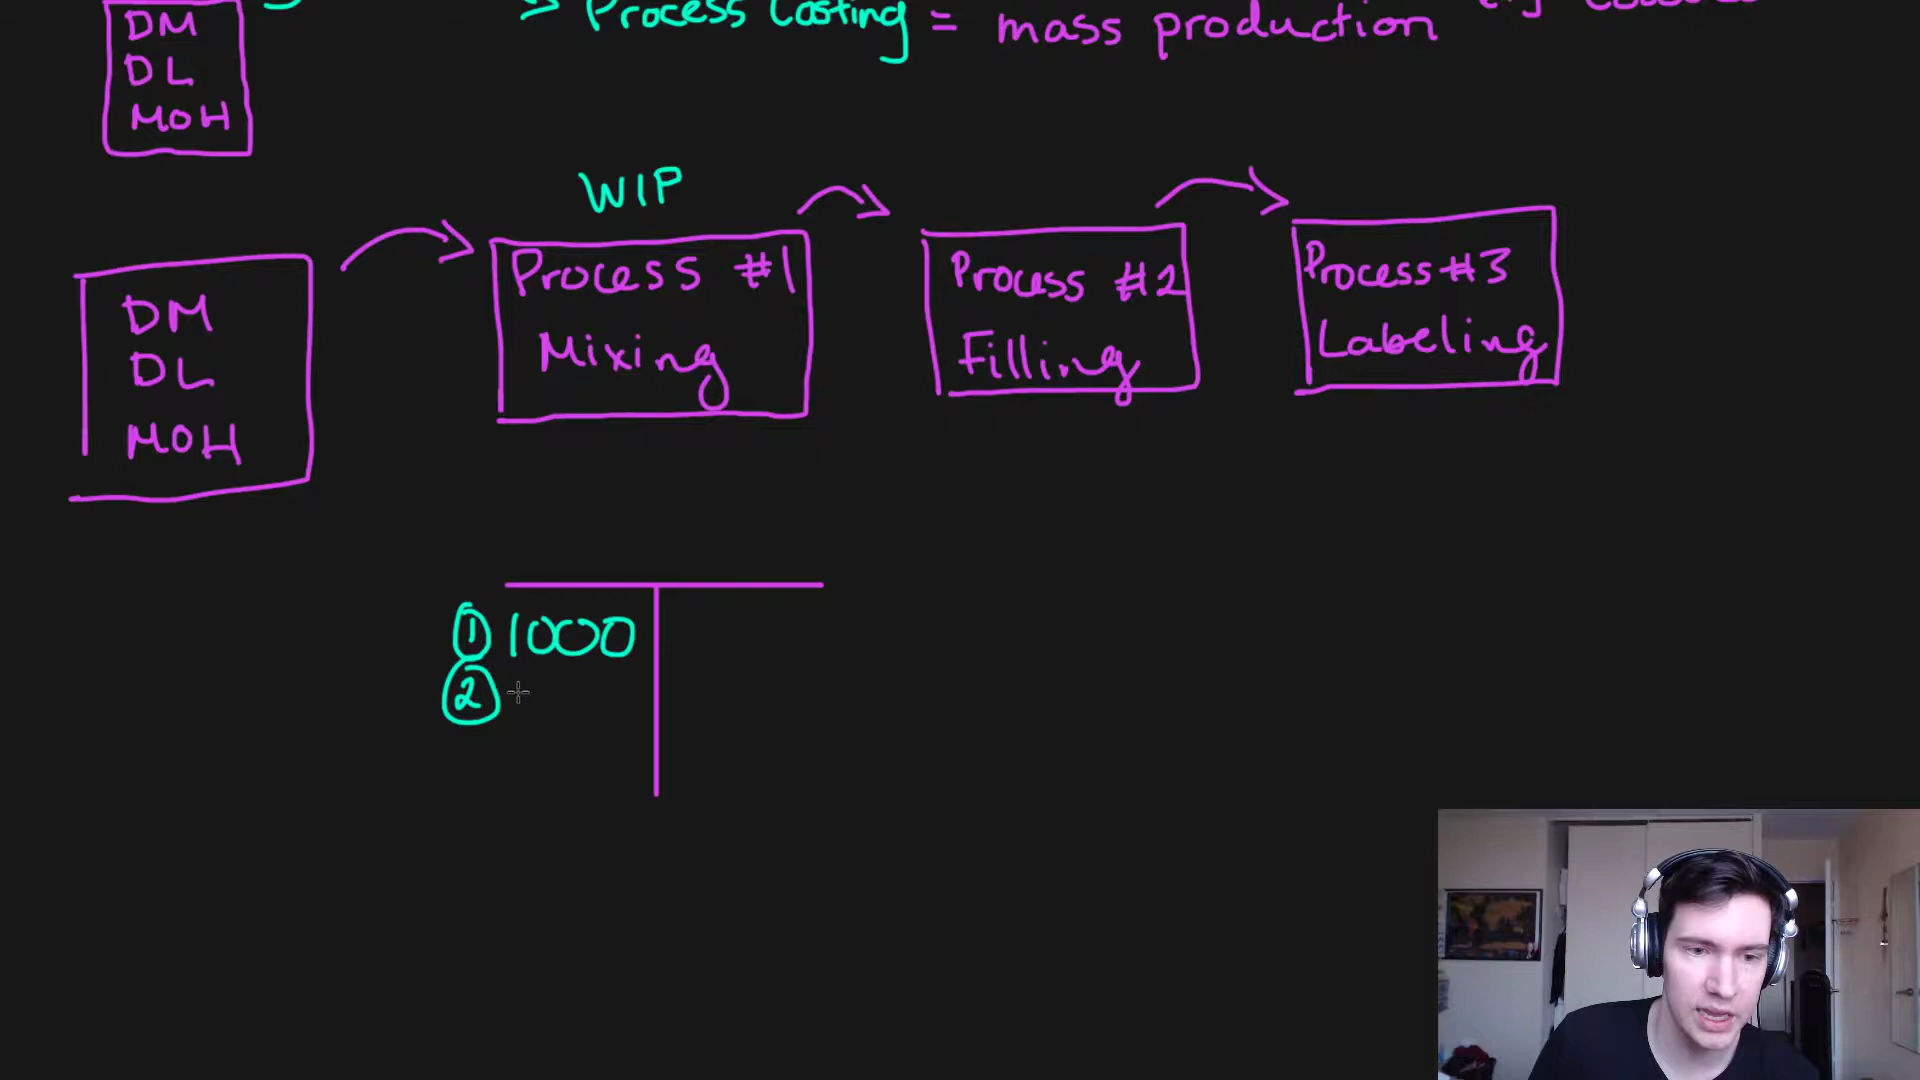 DM
DL
MOH
Process Costing = mass production
WIP
DM
DL
MOH
Process #1
Mixing
Process #2
Filling
Process #3
Labeling
1 1000
2